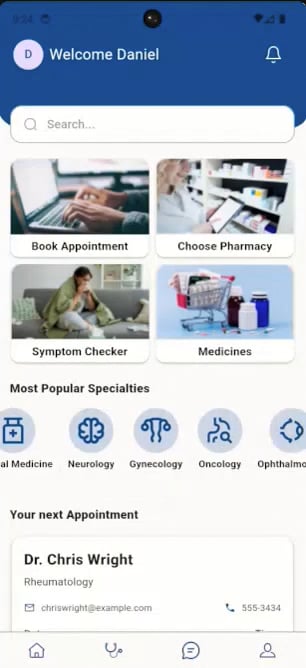 9:24
D Welcome Daniel
Search...
Book Appointment Choose Pharmacy
Symptom Checker Medicines
Most Popular Specialties
al Medicine Neurology Gynecology Oncology Ophthalmo
Your next Appointment
Dr. Chris Wright
Rheumatology
chriswright@example.com 555-3434